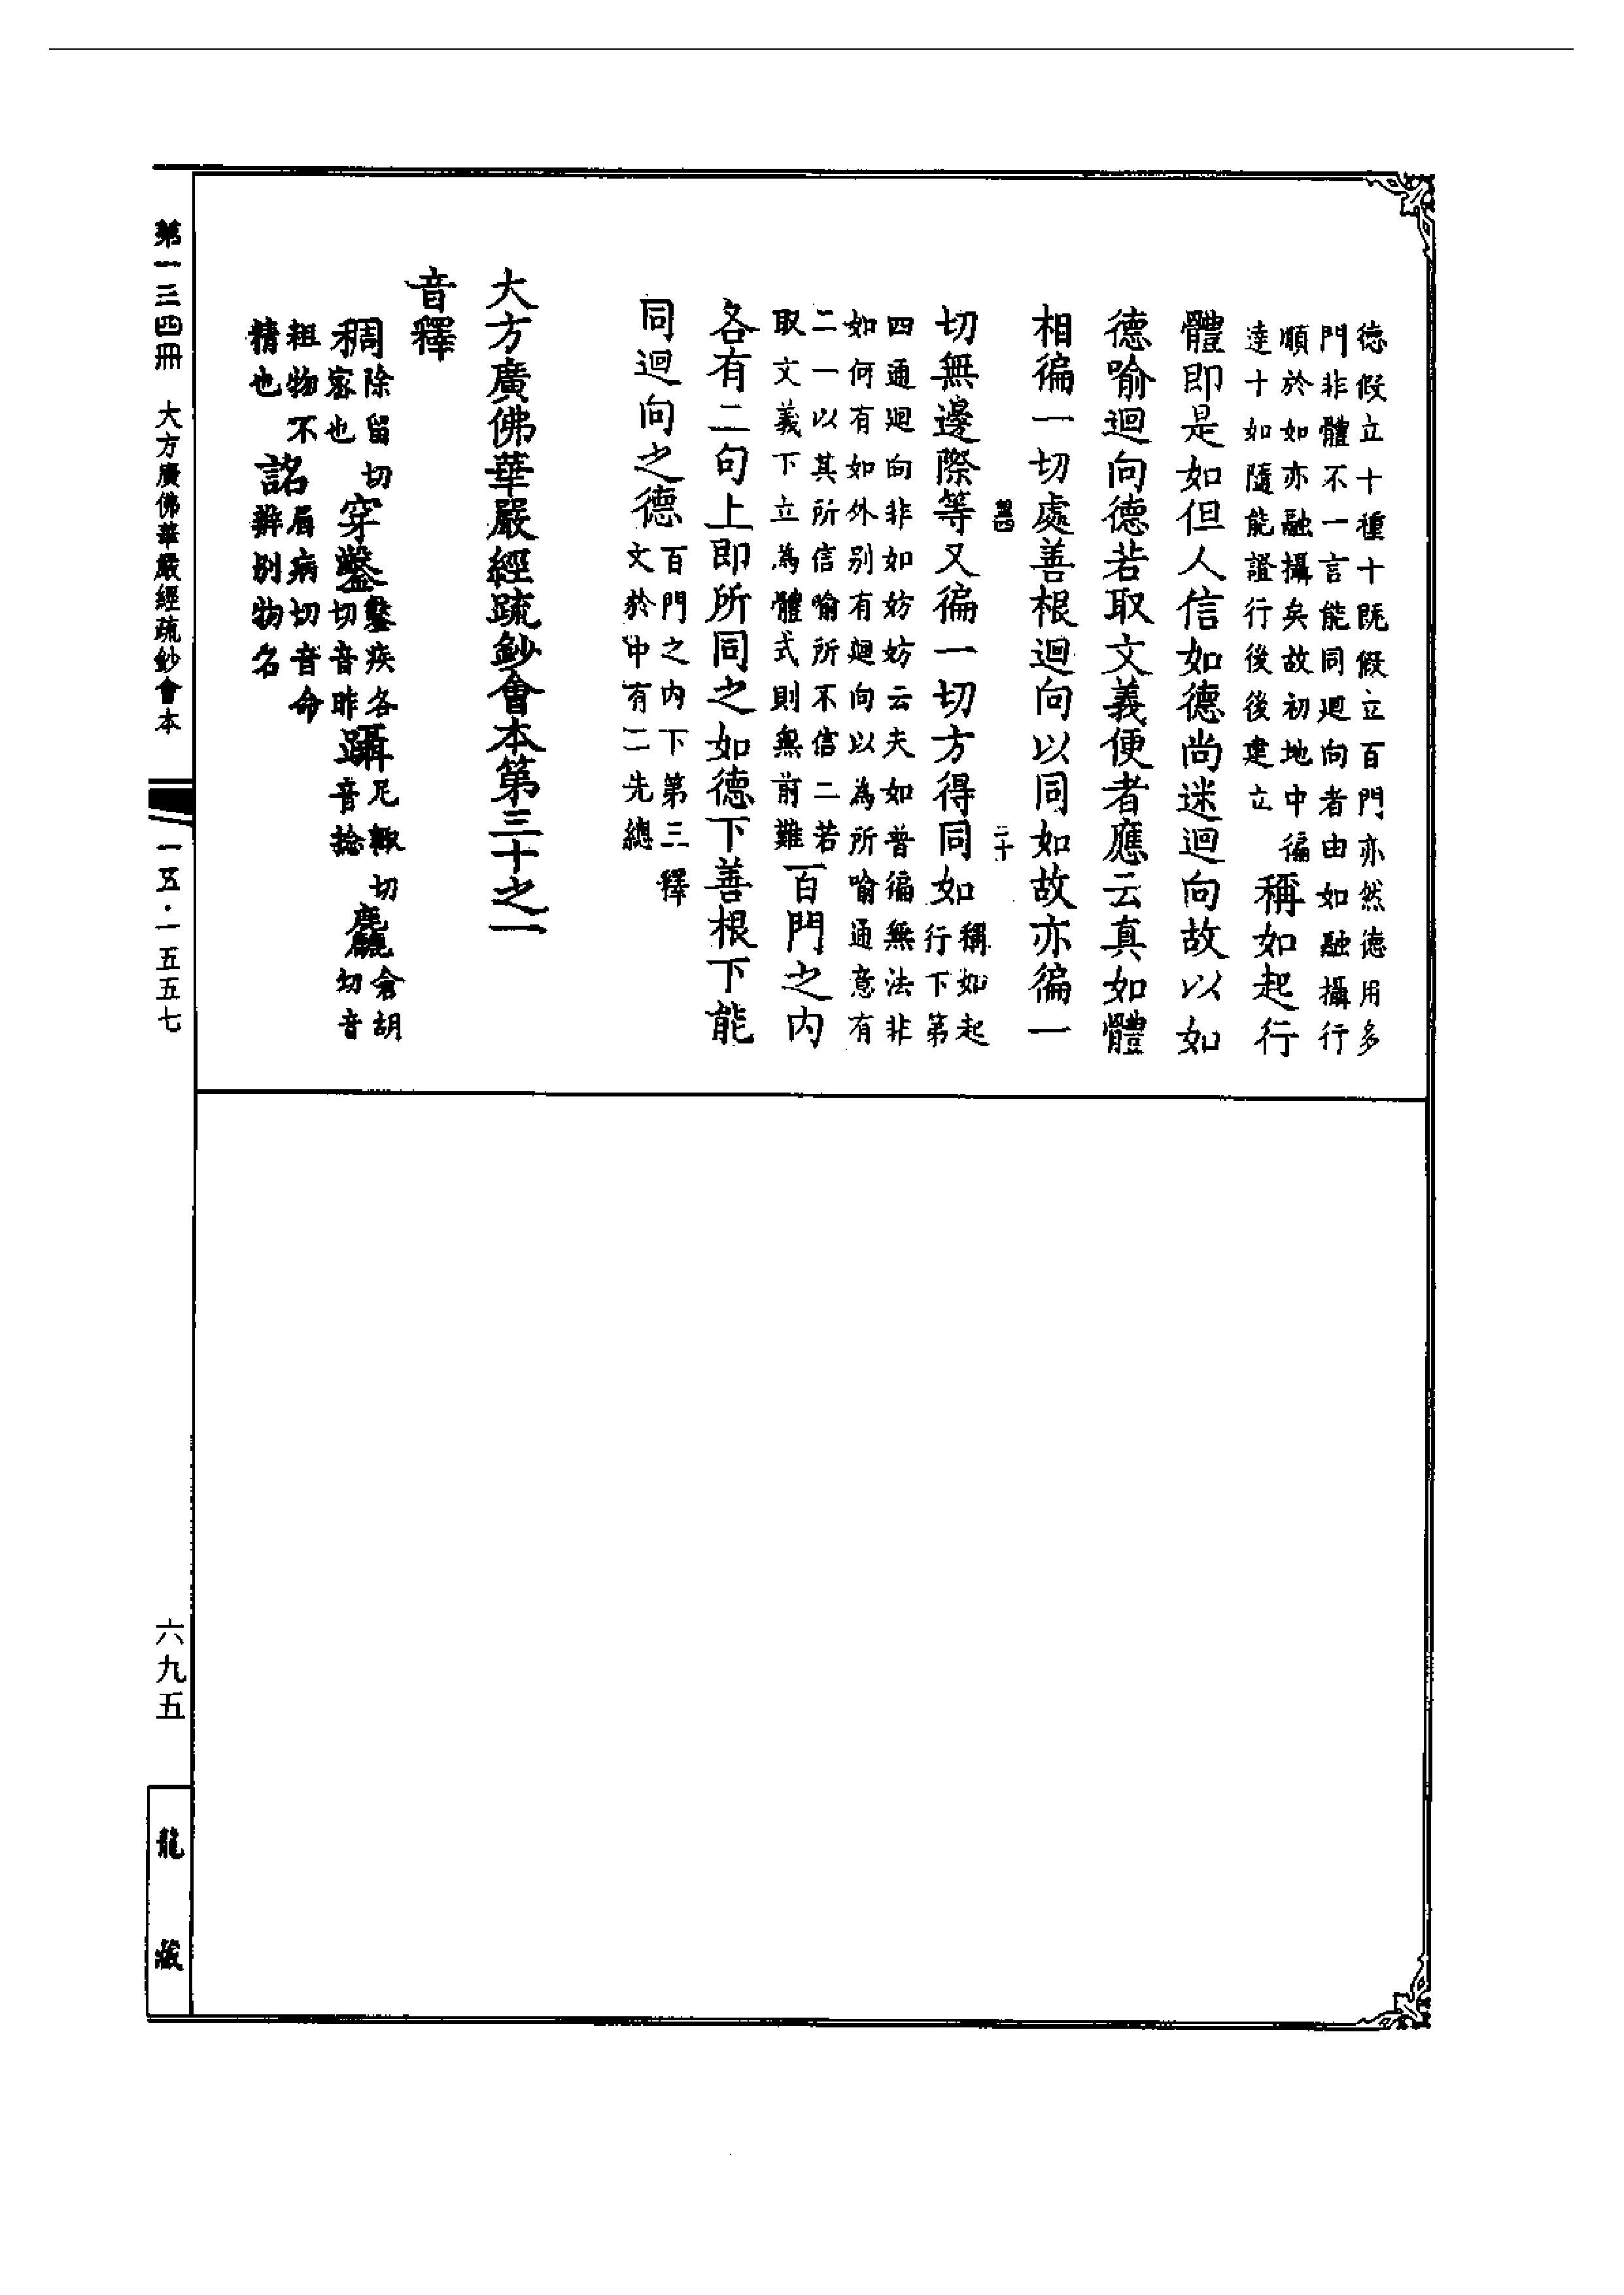 德假立十種十既假立百門亦然德用多
門非體不一言能同迴向者由如融攝行
順於如亦融攝矣故初地中徧
達十如隨能證行後後建立
稱如起行
體即是如但人信如德尚迷迴向故以如
德喻迴向德若取文義便者應云真如體
相徧一切處善根迴向以同如故亦徧一
二十
切無邊際等又徧一切方得同如
稱如起
行下第
四通迴向非如妨妨云夫如普徧無法非
如何有如外別有迴向以為所喻通意有
二一以其所信喻所不信二若
取文義下立為體式則無前難
百門之內
各有二句上即所同之如德下善根下能
同迴向之德
百門之內下第三釋
文於中有二先總
大方廣佛華嚴經疏鈔會本第三十之一
音釋
稠
除留切
密也
穿鑿
鑿疾各
切音昨
躡
尼輒切
音捻
麤
倉胡
切音
粗物不
精也
詺
眉病切音命
辨別物名
第一三四冊 大方廣佛華嚴經疏鈔會本
一五·一五五七
六九五
龍藏